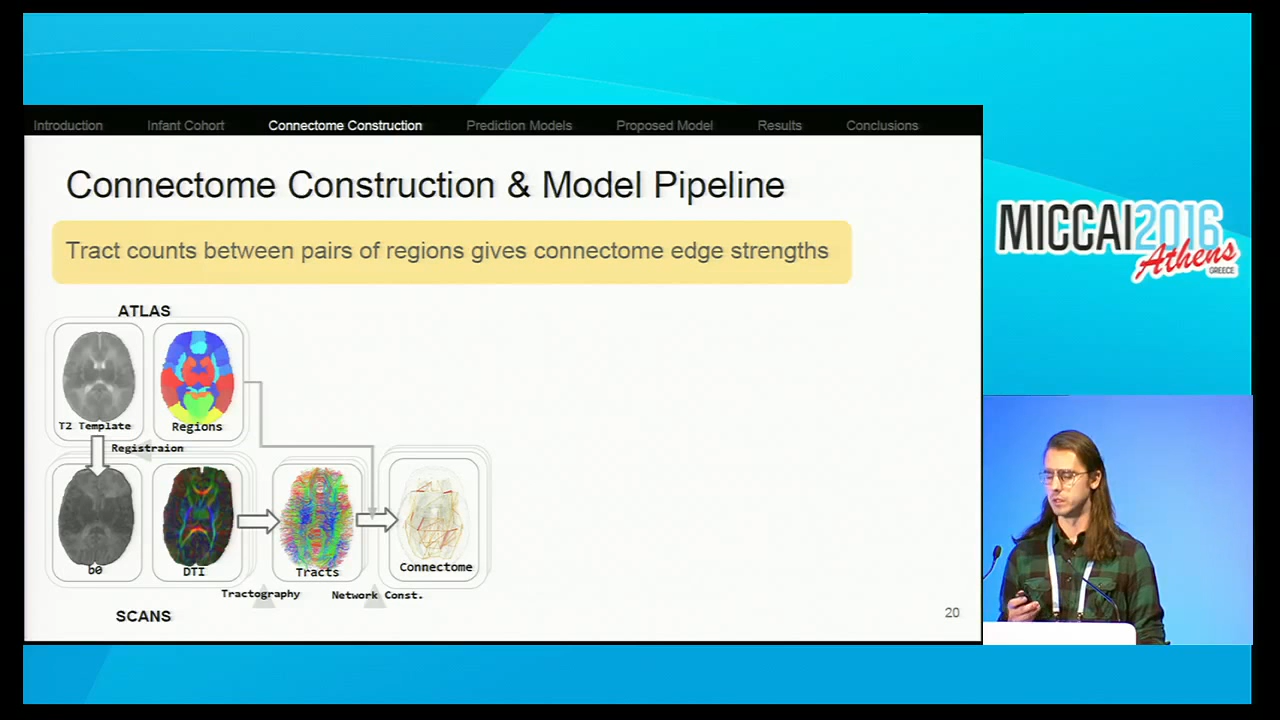 Introduction Infant Cohort Connectome Construction Prediction Models Proposed Model Results Conclusions
Connectome Construction & Model Pipeline
Tract counts between pairs of regions gives connectome edge strengths
ATLAS
T2 Template Regions
Registraion
b0 DTI Tracts Connectome
Tractography Network Const.
SCANS
20
MICCAI2016
Athens
GREECE